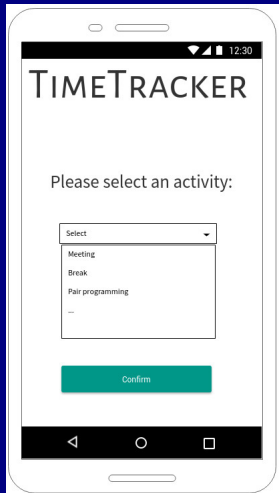 12:30
TIMETRACKER
Please select an activity:
Select
Meeting
Break
Pair programming
...
Confirm